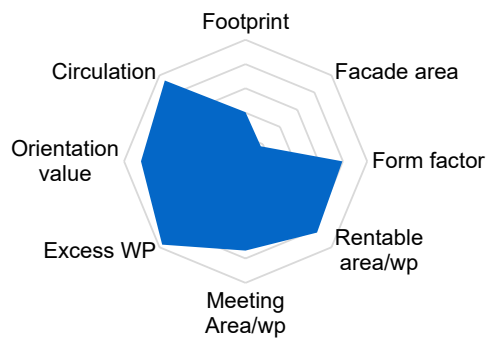 Footprint
Circulation
Facade area
Orientation
value
Form factor
Excess WP
Rentable
area/wp
Meeting
Area/wp